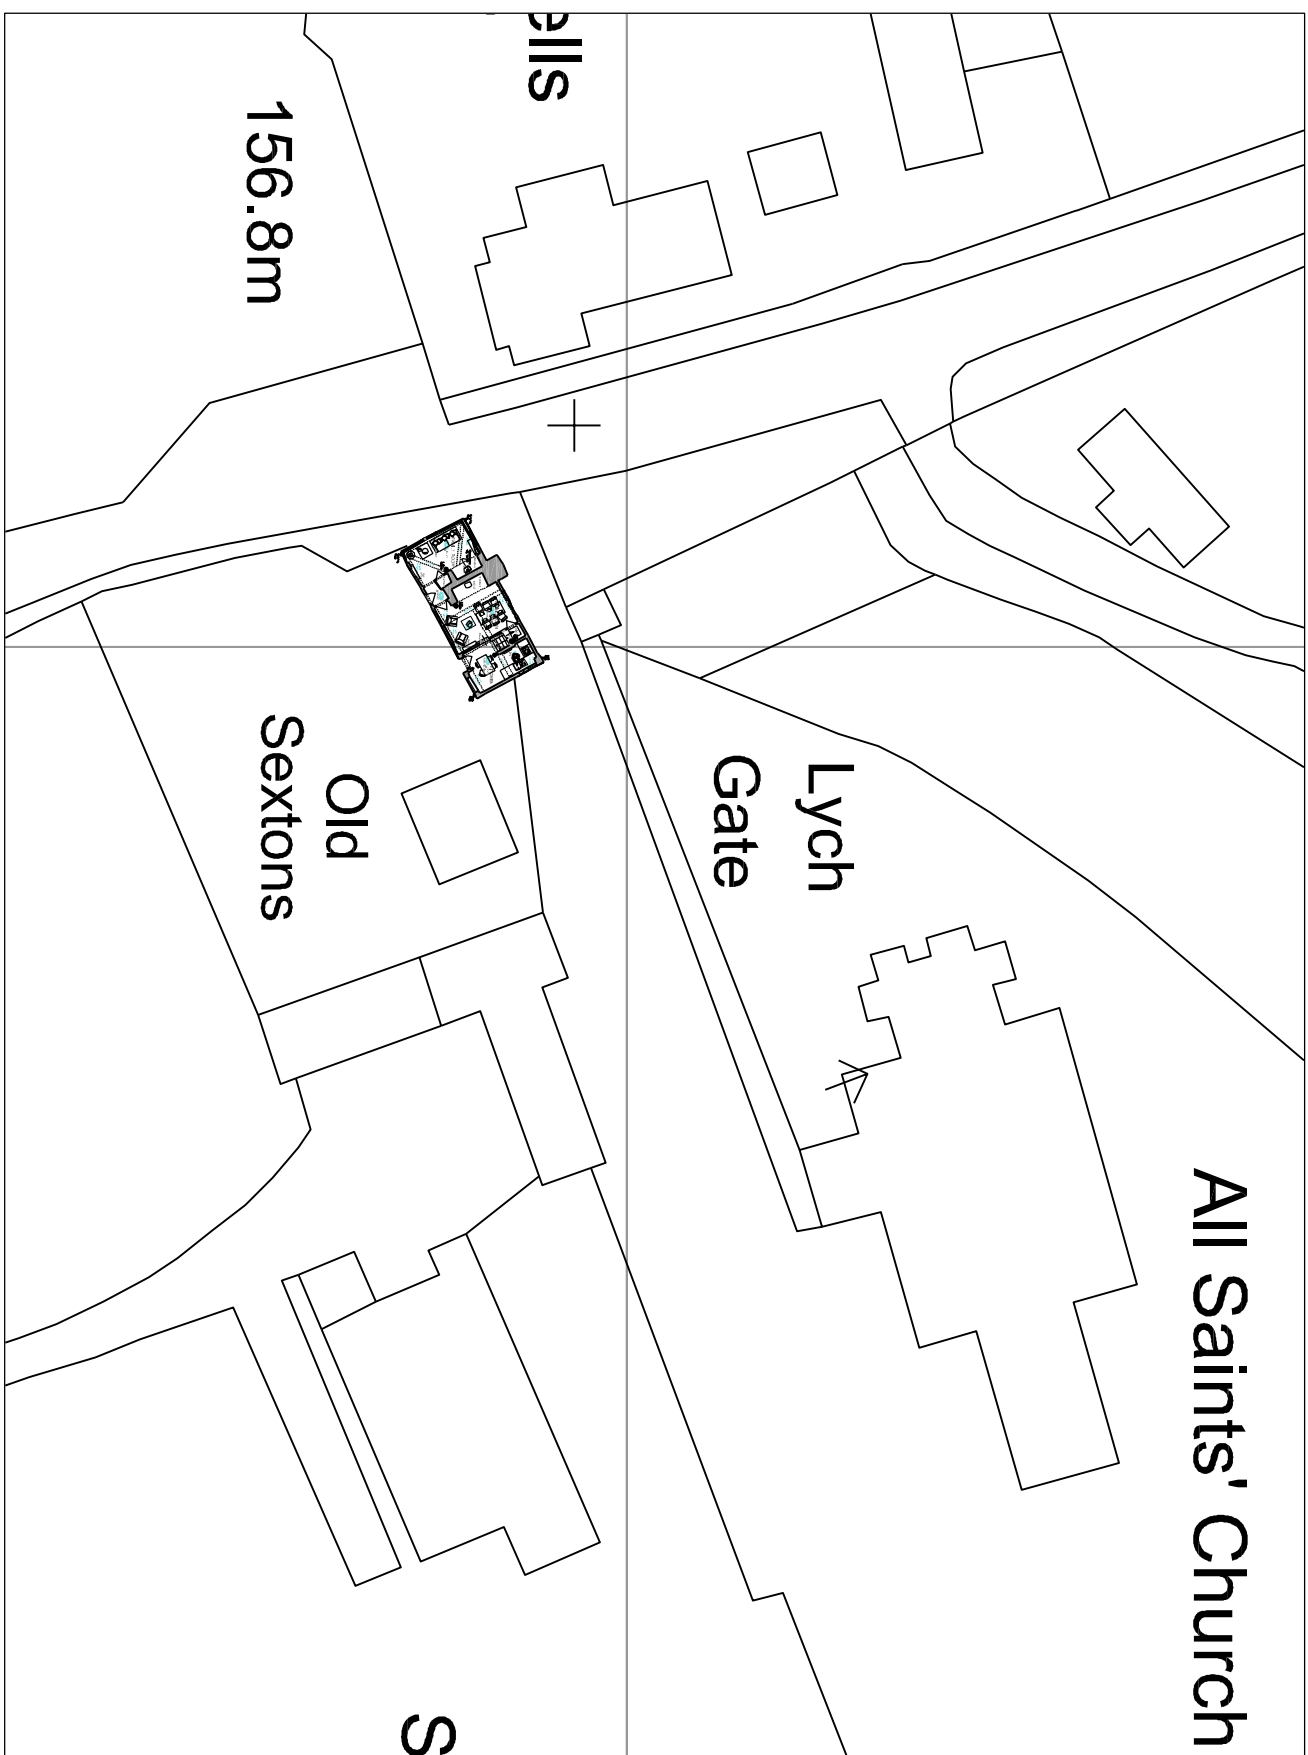 ells
156.8m
Lych
Gate
Old
Sextons
All Saints' Church
S